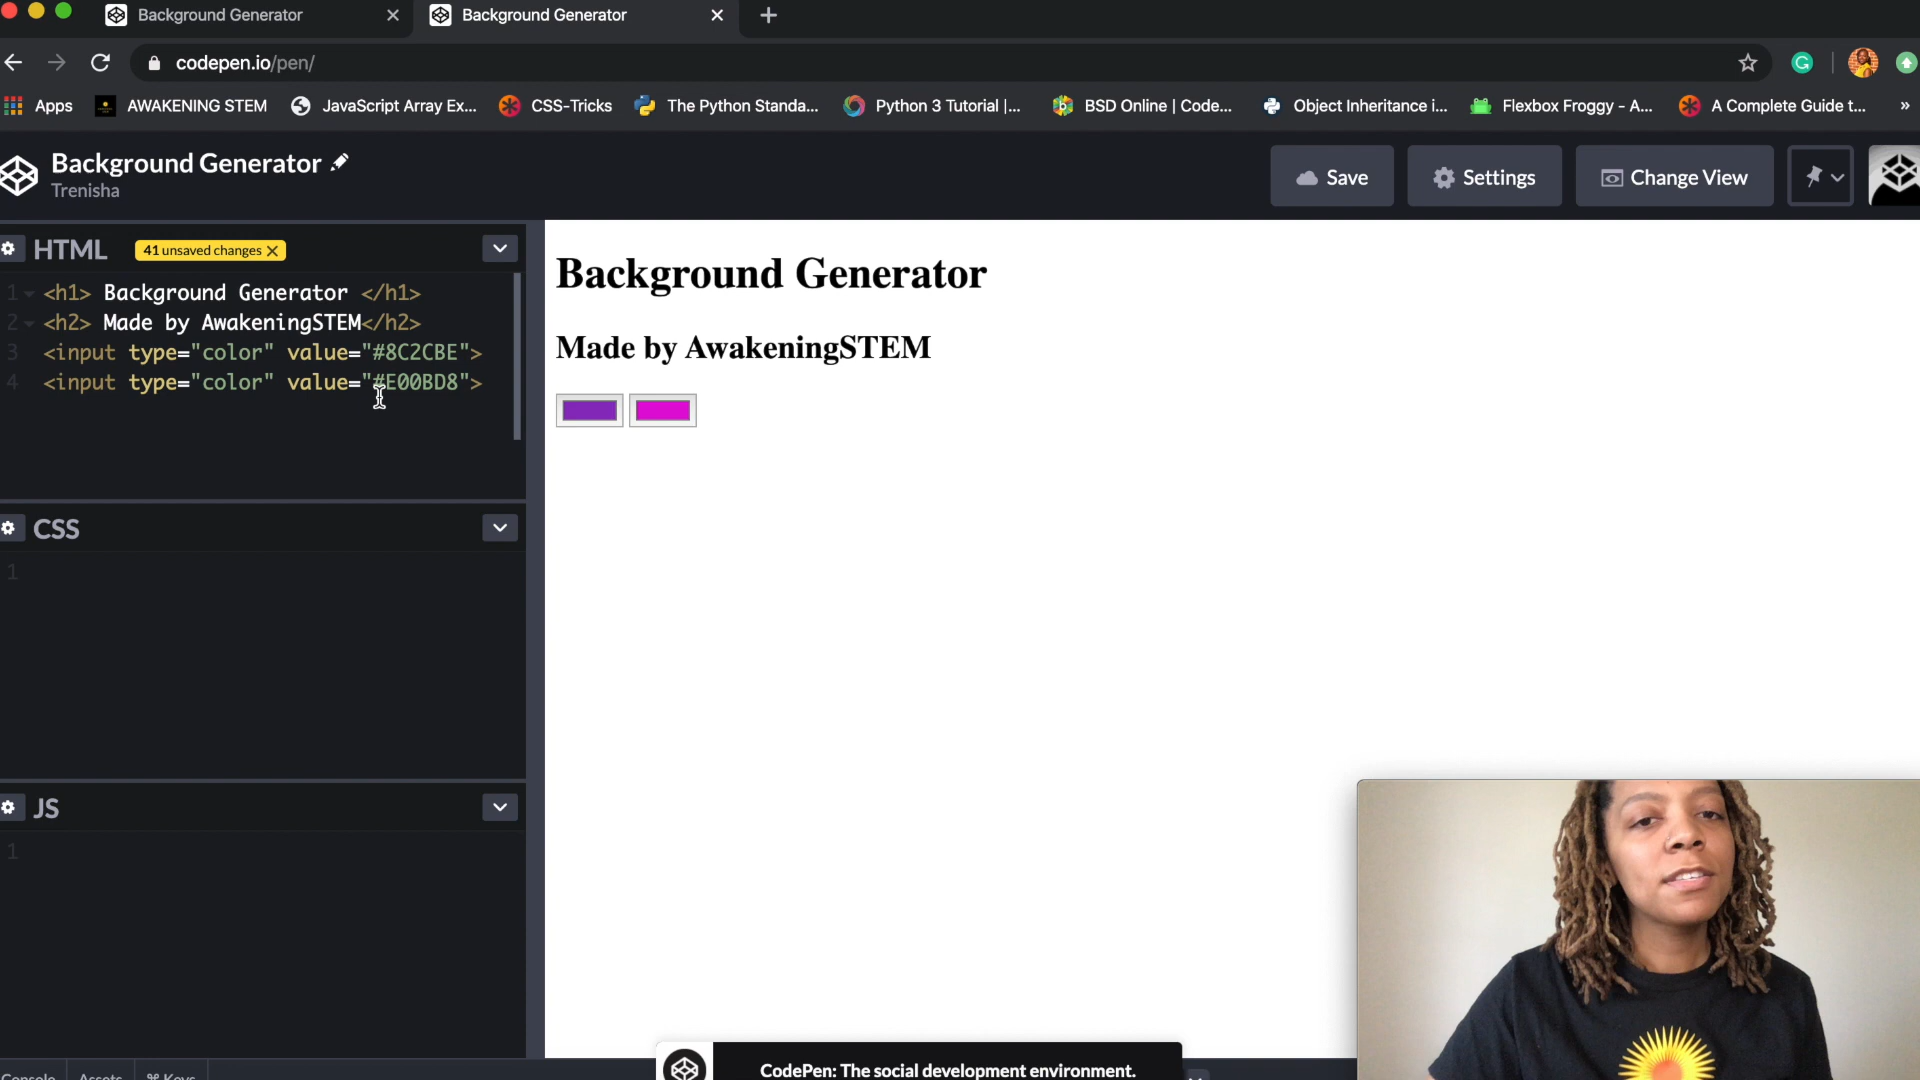 Background Generator
Background Generator
codepen.io/pen/
Apps
AWAKENING STEM
JavaScript Array Ex...
CSS-Tricks
The Python Standa...
Python 3 Tutorial |...
BSD Online | Code...
Object Inheritance i...
Flexbox Froggy - A...
A Complete Guide t...
»
Background Generator
Trenisha
Save
Settings
Change View
HTML
41 unsaved changes
1 <h1> Background Generator </h1>
2 <h2> Made by AwakeningSTEM</h2>
3 <input type="color" value="#8C2CBE">
4 <input type="color" value="#E00BD8">
CSS
1
JS
1
Background Generator
Made by AwakeningSTEM
Console
Assets
⌘ Keys
CodePen: The social development environment.